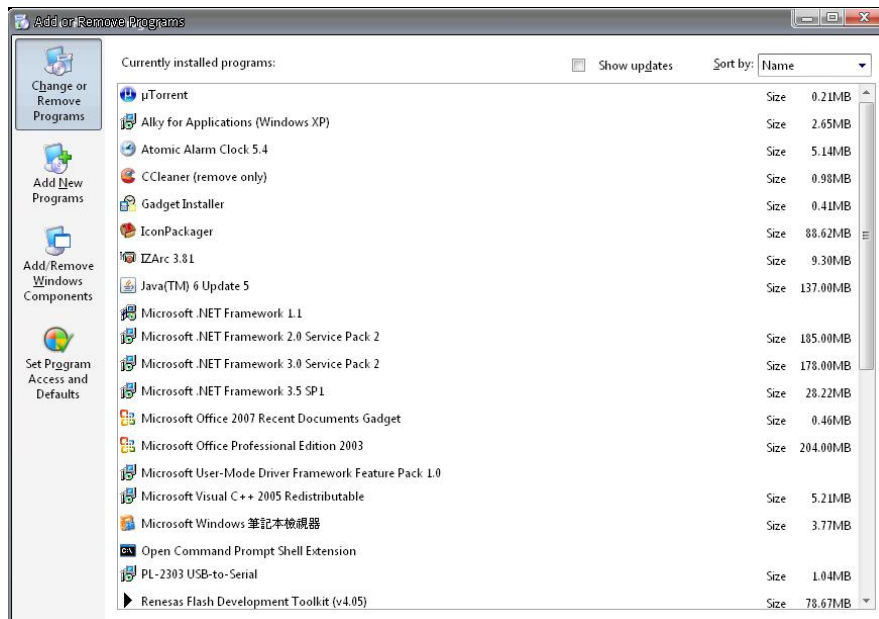 Add or Remove Programs
Change or
Remove
Programs
Add New
Programs
Add/Remove
Windows
Components
Set Program
Access and
Defaults
Currently installed programs:
Show updates
Sort by: Name
µTorrent Size 0.21MB
Alky for Applications (Windows XP) Size 2.65MB
Atomic Alarm Clock 5.4 Size 5.14MB
CCleaner (remove only) Size 0.98MB
Gadget Installer Size 0.41MB
IconPackager Size 88.62MB
IZArc 3.81 Size 9.30MB
Java(TM) 6 Update 5 Size 137.00MB
Microsoft .NET Framework 1.1
Microsoft .NET Framework 2.0 Service Pack 2 Size 185.00MB
Microsoft .NET Framework 3.0 Service Pack 2 Size 178.00MB
Microsoft .NET Framework 3.5 SP1 Size 28.22MB
Microsoft Office 2007 Recent Documents Gadget Size 0.46MB
Microsoft Office Professional Edition 2003 Size 204.00MB
Microsoft User-Mode Driver Framework Feature Pack 1.0
Microsoft Visual C++ 2005 Redistributable Size 5.21MB
Microsoft Windows 筆記本檢視器 Size 3.77MB
Open Command Prompt Shell Extension
PL-2303 USB-to-Serial Size 1.04MB
Renesas Flash Development Toolkit (v4.05) Size 78.67MB